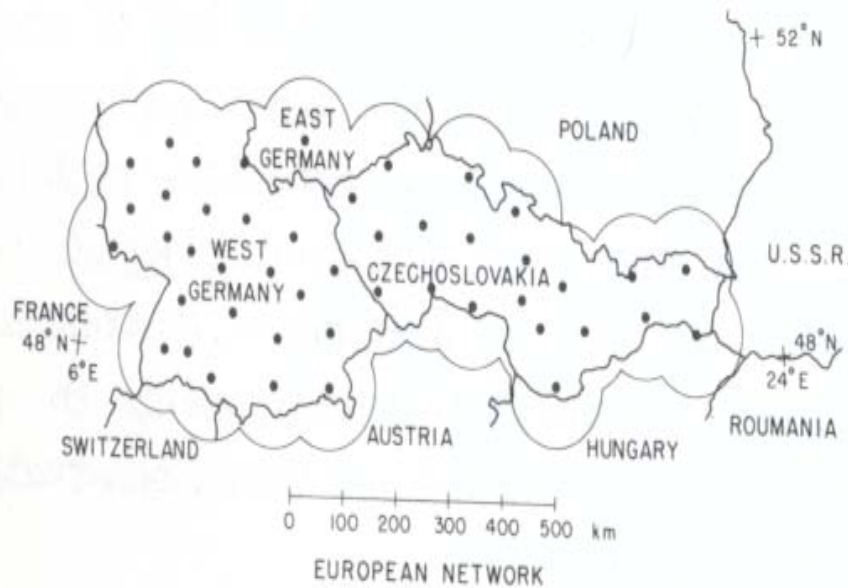 + 52°N
EAST
GERMANY
POLAND
WEST
GERMANY
CZECHOSLOVAKIA
U.S.S.R.
FRANCE
48°N +
6°E
48°N
+
24°E
SWITZERLAND
AUSTRIA
HUNGARY
ROUMANIA
0 100 200 300 400 500 km
EUROPEAN NETWORK